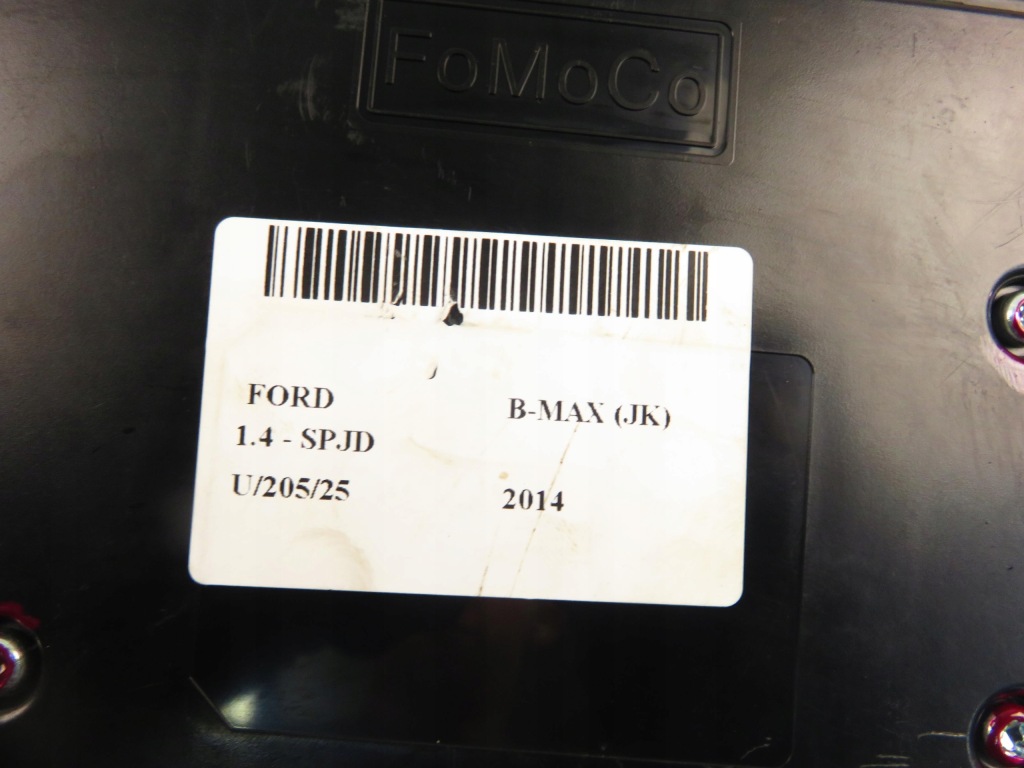 FoMoCo
FORD B-MAX (JK)
1.4 - SPJD
U/205/25 2014